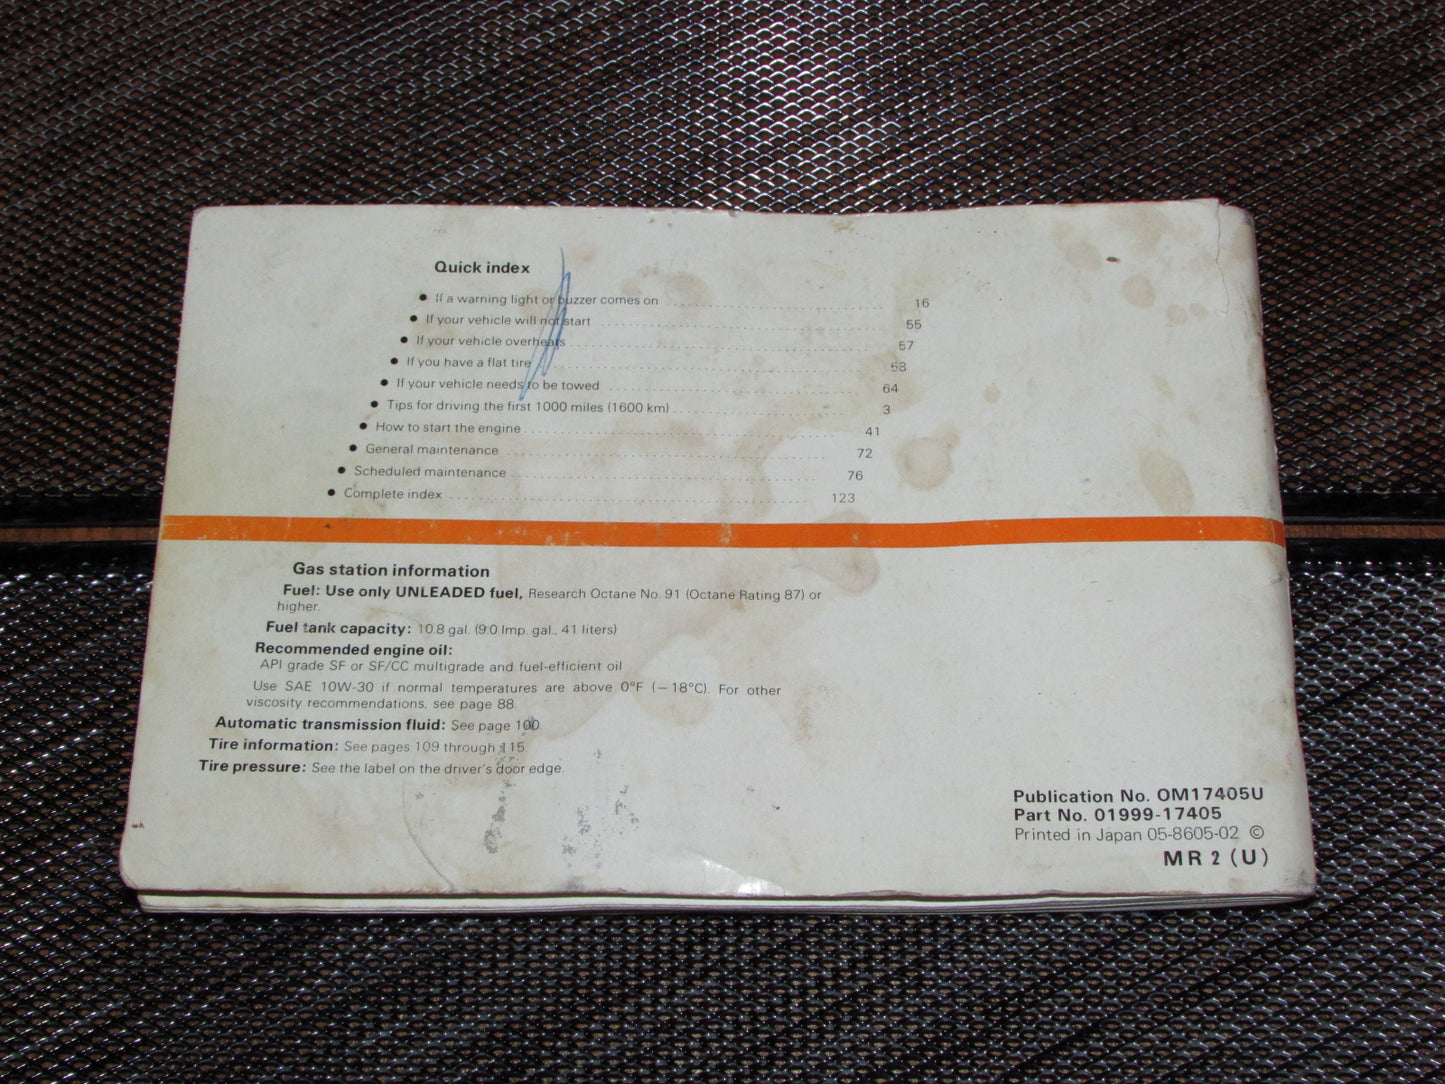 Quick index
● If a warning light or buzzer comes on ........ 16
● If your vehicle will not start ........ 55
● If your vehicle overheats ........ 57
● If you have a flat tire ........ 58
● If your vehicle needs to be towed ........ 64
● Tips for driving the first 1000 miles (1600 km) ........ 3
● How to start the engine ........ 41
● General maintenance ........ 72
● Scheduled maintenance ........ 76
● Complete index ........ 123
Gas station information
Fuel: Use only UNLEADED fuel, Research Octane No. 91 (Octane Rating 87) or
higher.
Fuel tank capacity: 10.8 gal. (9.0 Imp. gal., 41 liters)
Recommended engine oil:
API grade SF or SF/CC multigrade and fuel-efficient oil
Use SAE 10W-30 if normal temperatures are above 0°F (−18°C). For other
viscosity recommendations, see page 88.
Automatic transmission fluid: See page 100.
Tire information: See pages 109 through 115.
Tire pressure: See the label on the driver's door edge.
Publication No. OM17405U
Part No. 01999-17405
Printed in Japan 05-8605-02 ©
MR2(U)